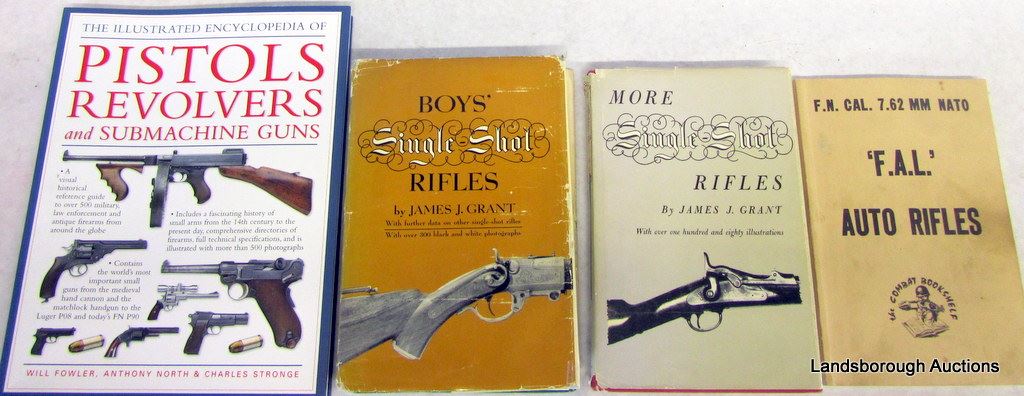 THE ILLUSTRATED ENCYCLOPEDIA OF
PISTOLS
REVOLVERS
and SUBMACHINE GUNS
• A
visual
historical
reference guide
to over 500 military,
law enforcement and
antique firearms from
around the globe
• Includes a fascinating history of
small arms from the 14th century to the
present day, comprehensive directories of
firearms, full technical specifications, and is
illustrated with more than 500 photographs
• Contains
the world's most
important small
guns from the medieval
hand cannon and the
matchlock handgun to the
Luger P08 and today's FN P90
WILL FOWLER, ANTHONY NORTH & CHARLES STRONGE
BOYS'
Single-Shot
RIFLES
by JAMES J. GRANT
With further data on other single-shot rifles
With over 300 black and white photographs
MORE
Single-Shot
RIFLES
By JAMES J. GRANT
With over one hundred and eighty illustrations
F.N. CAL. 7.62 MM NATO
'F.A.L.'
AUTO RIFLES
the COMBAT BOOKSHELF
Landsborough Auctions